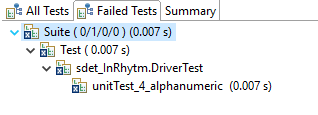 All Tests Failed Tests Summary
Suite ( 0/1/0/0 ) (0.007 s)
Test ( 0.007 s)
sdet_InRhytm.DriverTest
unitTest_4_alphanumeric (0.007 s)